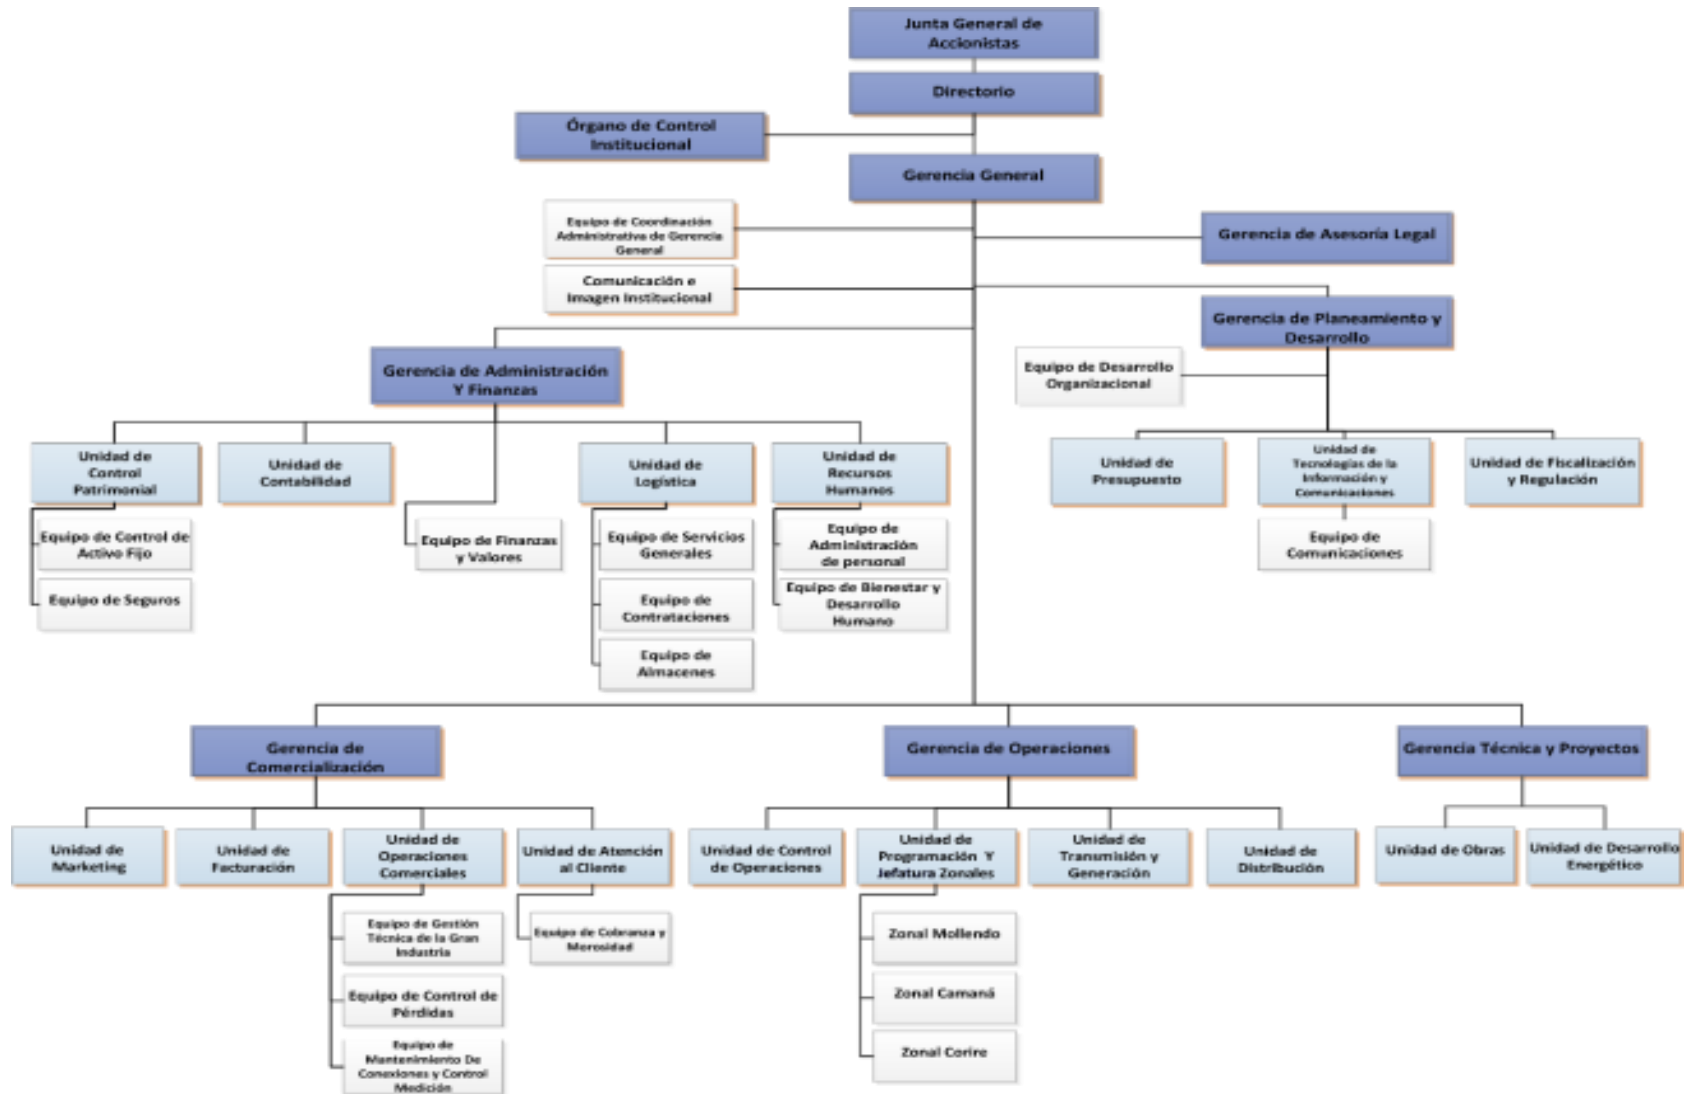 Junta General de
Accionistas
Directorio
Órgano de Control
Institucional
Gerencia General
Equipo de Coordinación
Administrativa de Gerencia
General
Gerencia de Asesoría Legal
Comunicación e
Imagen Institucional
Gerencia de Planeamiento y
Desarrollo
Gerencia de Administración
Y Finanzas
Equipo de Desarrollo
Organizacional
Unidad de
Control
Patrimonial
Unidad de
Contabilidad
Unidad de
Logística
Unidad de
Recursos
Humanos
Unidad de
Presupuesto
Unidad de
Tecnologías de la
Información y
Comunicaciones
Unidad de Fiscalización
y Regulación
Equipo de Control de
Activo Fijo
Equipo de Finanzas
y Valores
Equipo de Servicios
Generales
Equipo de
Administración
de personal
Equipo de
Comunicaciones
Equipo de Seguros
Equipo de
Contrataciones
Equipo de Bienestar y
Desarrollo
Humano
Equipo de
Almacenes
Gerencia de
Comercialización
Gerencia de Operaciones
Gerencia Técnica y Proyectos
Unidad de
Marketing
Unidad de
Facturación
Unidad de
Operaciones
Comerciales
Unidad de Atención
al Cliente
Unidad de Control
de Operaciones
Unidad de
Programación Y
Jefatura Zonales
Unidad de
Transmisión y
Generación
Unidad de
Distribución
Unidad de Obras
Unidad de Desarrollo
Energético
Equipo de Gestión
Técnica de la Gran
Industria
Equipo de Cobranza y
Morosidad
Zonal Mollendo
Equipo de Control de
Pérdidas
Zonal Camaná
Equipo de
Mantenimiento De
Conexiones y Control
Medición
Zonal Corire